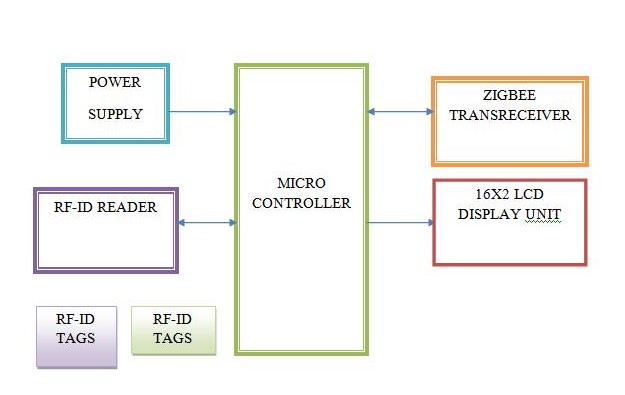 POWER
SUPPLY
RF-ID READER
RF-ID
TAGS
RF-ID
TAGS
MICRO
CONTROLLER
ZIGBEE
TRANSRECEIVER
16X2 LCD
DISPLAY UNIT